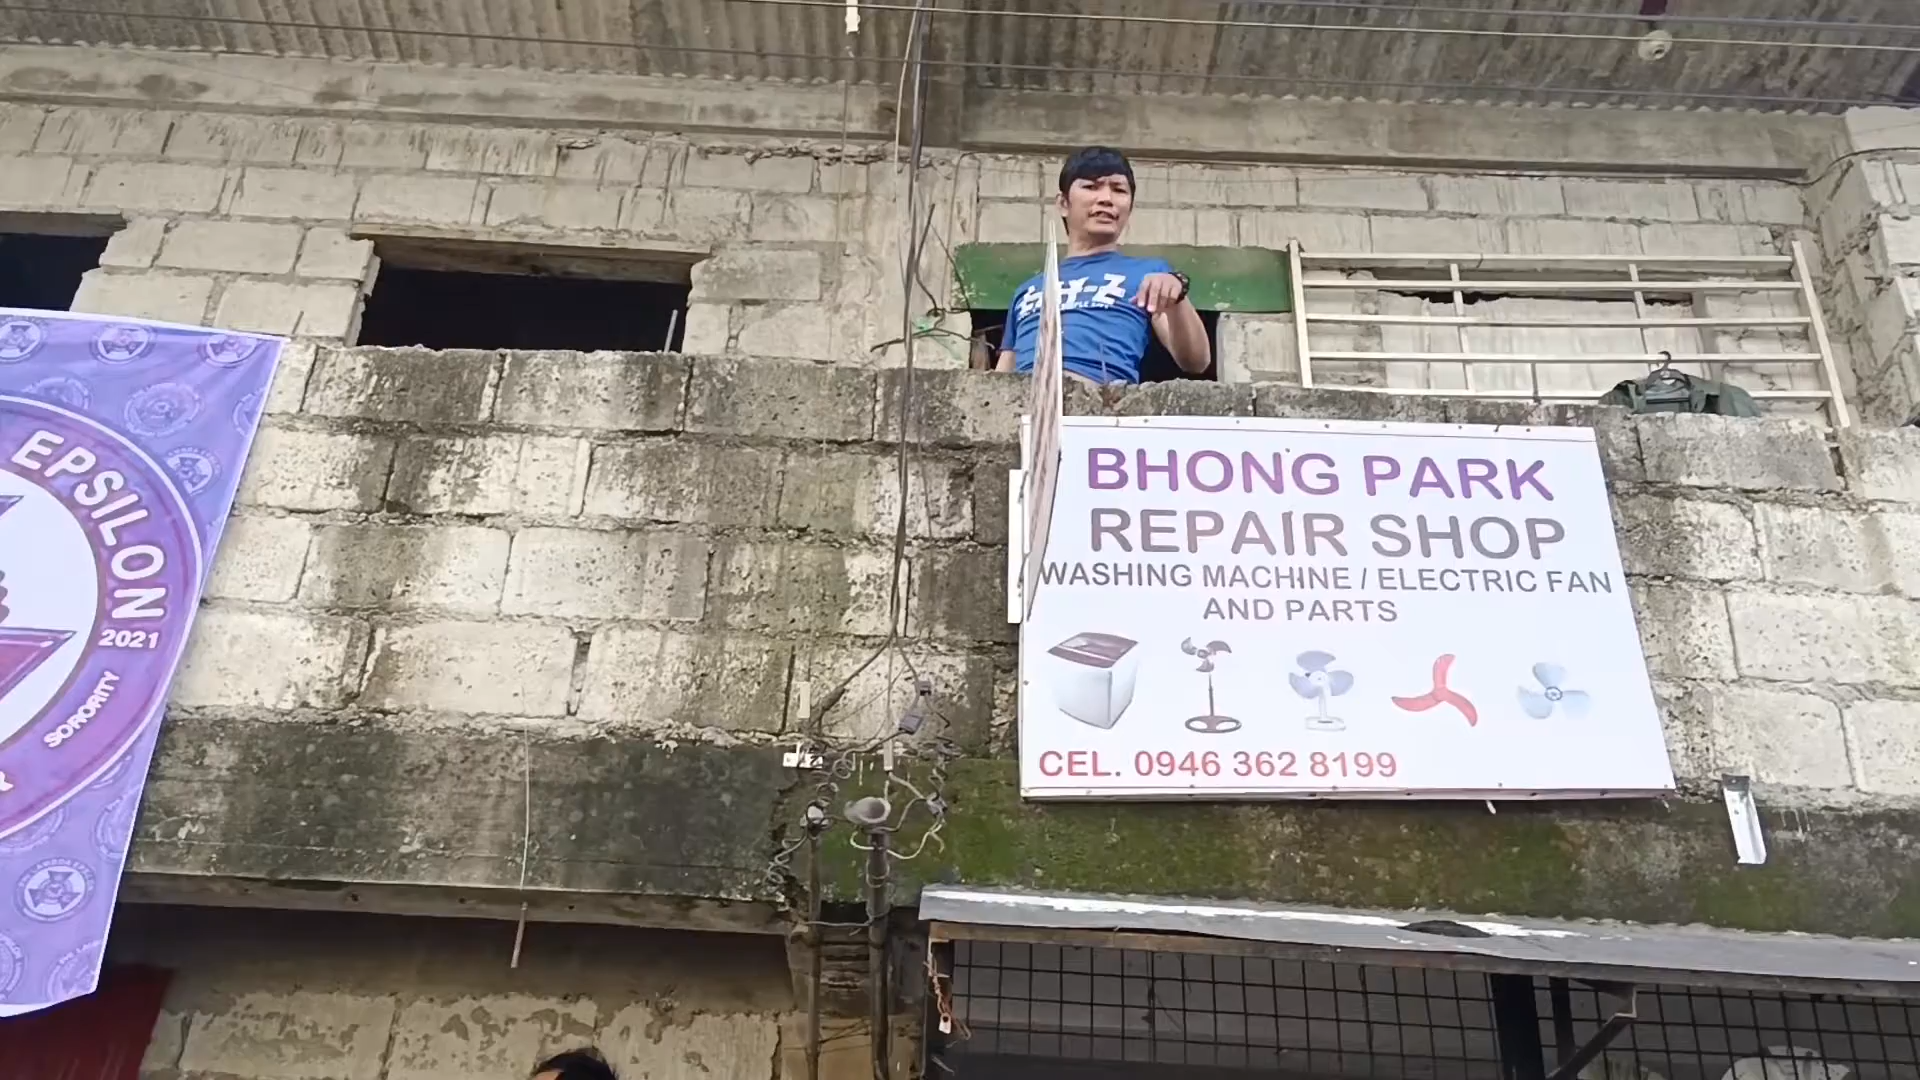 EPSILON
2021
SORORITY
BHONG PARK
REPAIR SHOP
WASHING MACHINE / ELECTRIC FAN
AND PARTS
CEL. 0946 362 8199